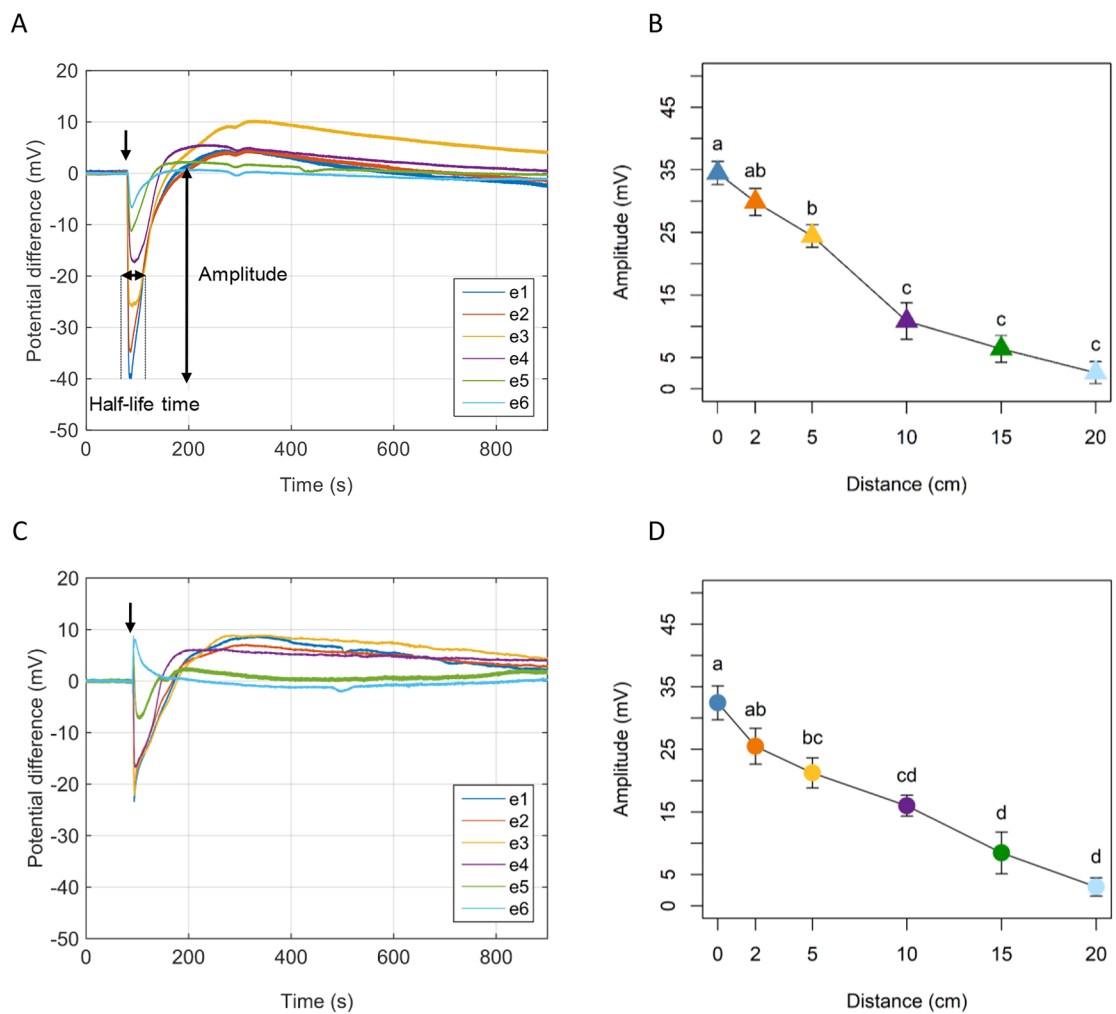 A
20
10
0
-10
-20
-30
-40
-50
Potential difference (mV)
Amplitude
Half-life time
e1
e2
e3
e4
e5
e6
0
200
400
600
800
Time (s)
B
45
35
25
15
5
0
Amplitude (mV)
a
ab
b
c
c
c
0
2
5
10
15
20
Distance (cm)
C
20
10
0
-10
-20
-30
-40
-50
Potential difference (mV)
e1
e2
e3
e4
e5
e6
0
200
400
600
800
Time (s)
D
45
35
25
15
5
0
Amplitude (mV)
a
ab
bc
cd
d
d
0
2
5
10
15
20
Distance (cm)